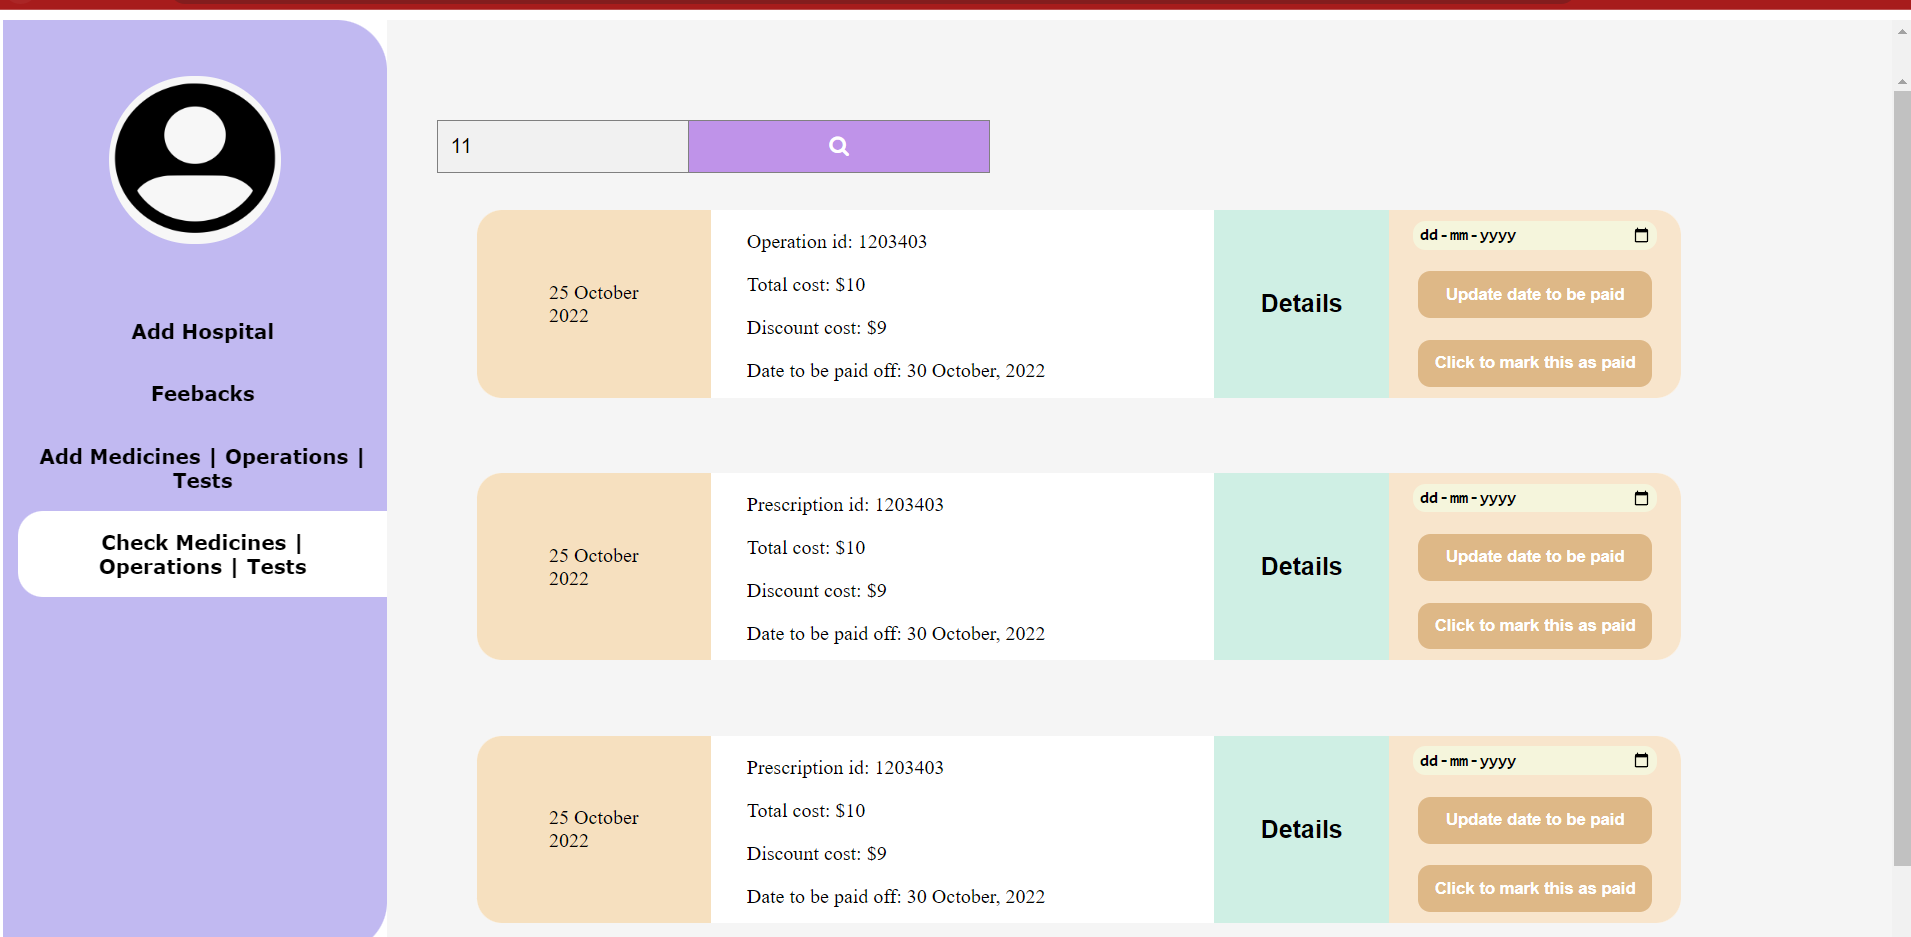 Add Hospital
Feebacks
Add Medicines | Operations |
Tests
Check Medicines |
Operations | Tests
11
25 October
2022
Operation id: 1203403
Total cost: $10
Discount cost: $9
Date to be paid off: 30 October, 2022
Details
dd-mm-yyyy
Update date to be paid
Click to mark this as paid
25 October
2022
Prescription id: 1203403
Total cost: $10
Discount cost: $9
Date to be paid off: 30 October, 2022
Details
dd-mm-yyyy
Update date to be paid
Click to mark this as paid
25 October
2022
Prescription id: 1203403
Total cost: $10
Discount cost: $9
Date to be paid off: 30 October, 2022
Details
dd-mm-yyyy
Update date to be paid
Click to mark this as paid